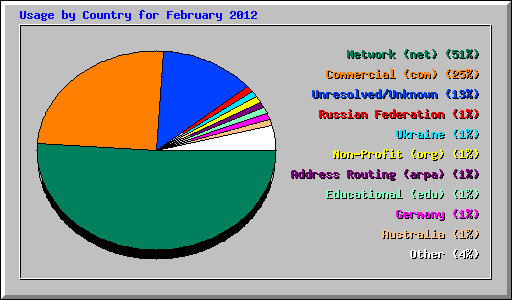 Usage by Country for February 2012
Network (net) (51%)
Commercial (com) (25%)
Unresolved/Unknown (13%)
Russian Federation (1%)
Ukraine (1%)
Non-Profit (org) (1%)
Address Routing (arpa) (1%)
Educational (edu) (1%)
Germany (1%)
Australia (1%)
Other (4%)